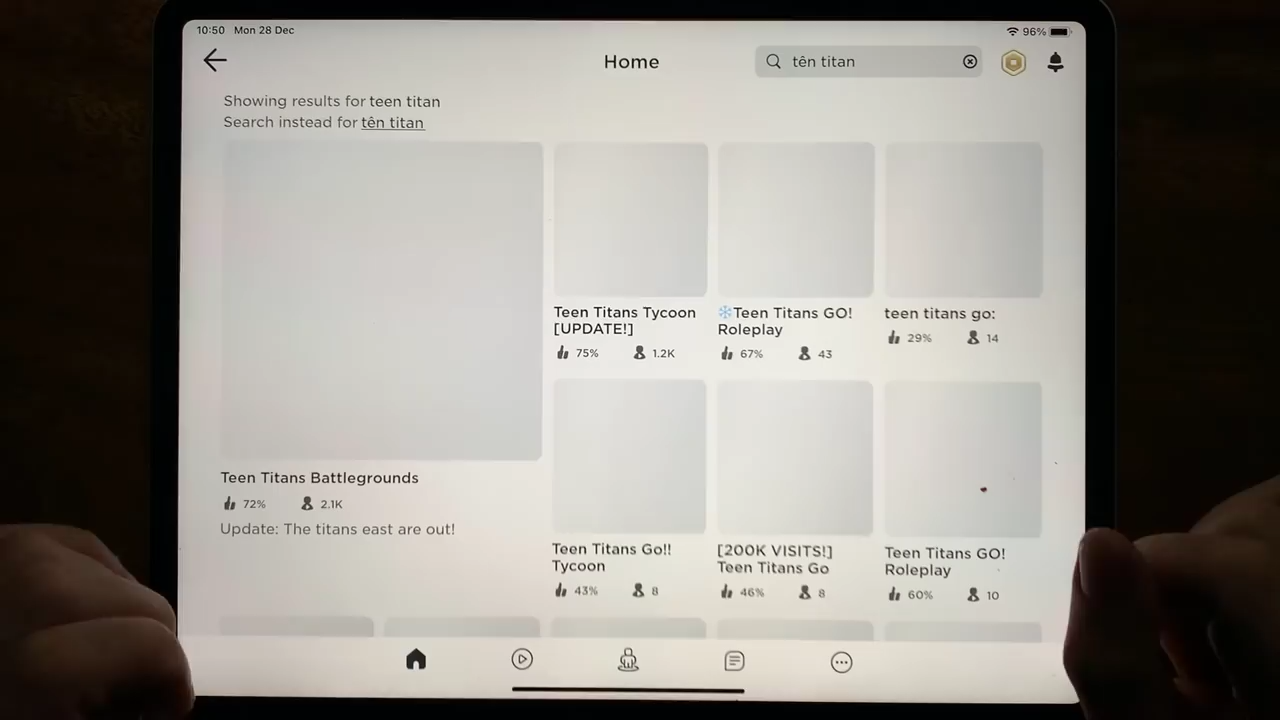 10:50 Mon 28 Dec
96%
Home
tên titan
Showing results for teen titan
Search instead for tên titan
Teen Titans Battlegrounds
72% 2.1K
Update: The titans east are out!
Teen Titans Tycoon
[UPDATE!]
75% 1.2K
❄Teen Titans GO!
Roleplay
67% 43
teen titans go:
29% 14
Teen Titans Go!!
Tycoon
43% 8
[200K VISITS!]
Teen Titans Go
46% 8
Teen Titans GO!
Roleplay
60% 10